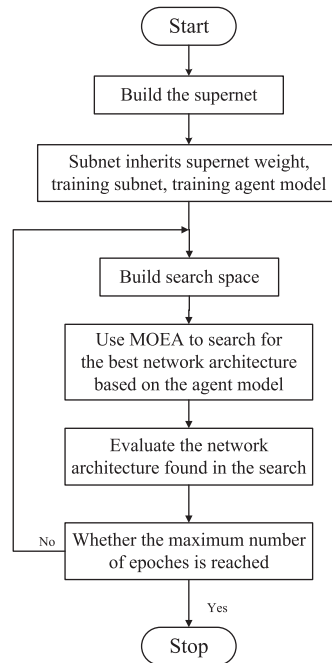 Start
Build the supernet
Subnet inherits supernet weight,
training subnet, training agent model
Build search space
Use MOEA to search for
the best network architecture
based on the agent model
Evaluate the network
architecture found in the search
No
Whether the maximum number
of epoches is reached
Yes
Stop